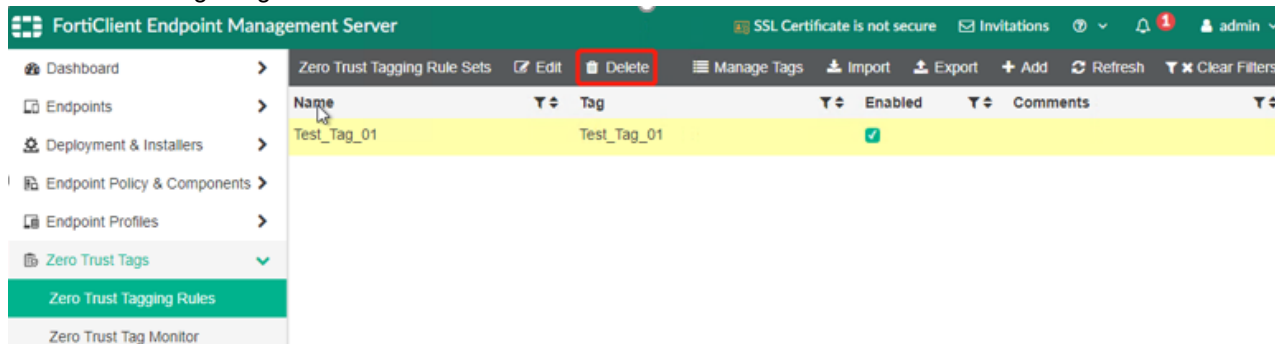 FortiClient Endpoint Management Server SSL Certificate is not secure Invitations 1 admin
Dashboard
Endpoints
Deployment & Installers
Endpoint Policy & Components
Endpoint Profiles
Zero Trust Tags
Zero Trust Tagging Rules
Zero Trust Tag Monitor
Zero Trust Tagging Rule Sets Edit Delete Manage Tags Import Export Add Refresh Clear Filters
Name Tag Enabled Comments
Test_Tag_01 Test_Tag_01